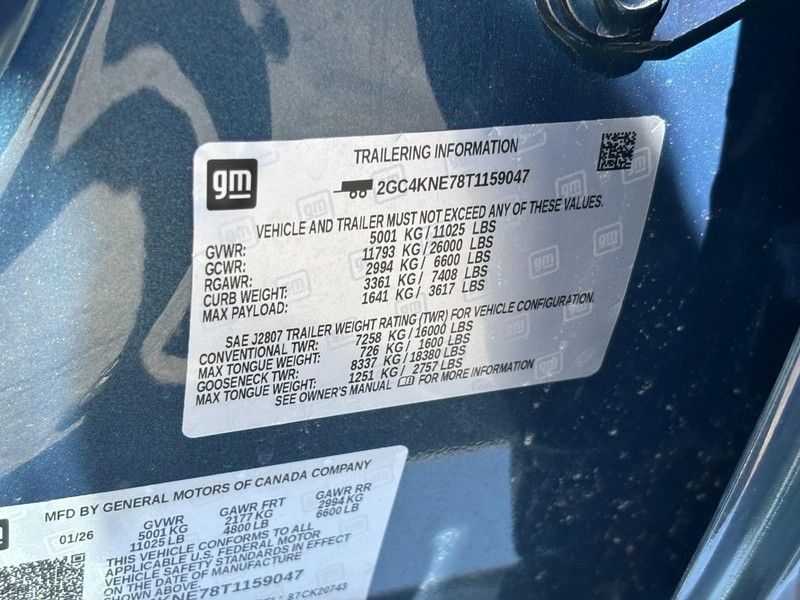 gm
TRAILERING INFORMATION
2GC4KNE78T1159047
VEHICLE AND TRAILER MUST NOT EXCEED ANY OF THESE VALUES.
GVWR: 5001 KG / 11025 LBS
GCWR: 11793 KG / 26000 LBS
RGAWR: 2994 KG / 6600 LBS
CURB WEIGHT: 3361 KG / 7408 LBS
MAX PAYLOAD: 1641 KG / 3617 LBS
SAE J2807 TRAILER WEIGHT RATING (TWR) FOR VEHICLE CONFIGURATION.
CONVENTIONAL TWR: 7258 KG / 16000 LBS
MAX TONGUE WEIGHT: 726 KG / 1600 LBS
GOOSENECK TWR: 8337 KG / 18380 LBS
MAX TONGUE WEIGHT: 1251 KG / 2757 LBS
SEE OWNER'S MANUAL FOR MORE INFORMATION
MFD BY GENERAL MOTORS OF CANADA COMPANY
01/26 GVWR GAWR FRT GAWR RR
5001 KG 2177 KG 2994 KG
11025 LB 4800 LB 6600 LB
THIS VEHICLE CONFORMS TO ALL
APPLICABLE U.S. FEDERAL MOTOR
VEHICLE SAFETY STANDARDS IN EFFECT
ON THE DATE OF MANUFACTURE
SHOWN ABOVE.
4KNE78T1159047
87CK20743